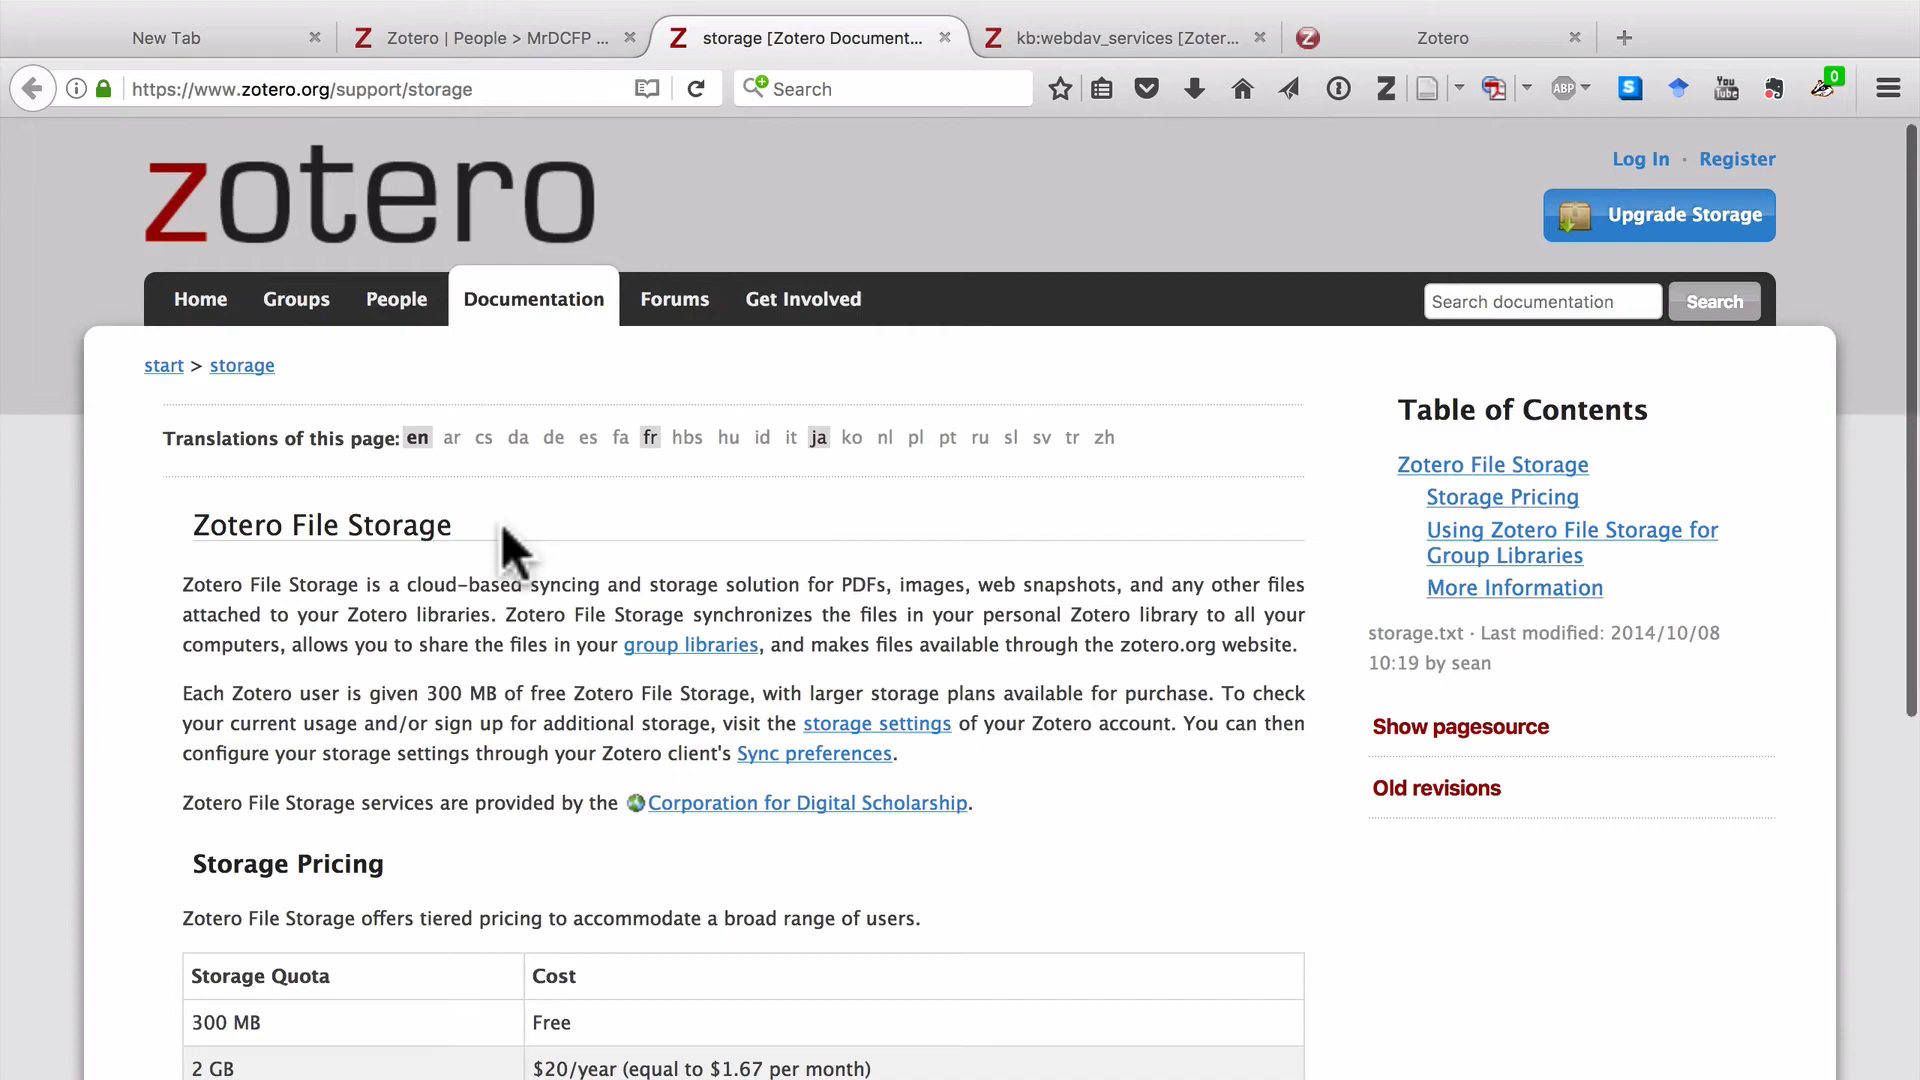 New Tab
Zotero | People > MrDCFP ...
storage [Zotero Document...
kb:webdav_services [Zoter...
Zotero
https://www.zotero.org/support/storage
Search
ABP
S
You Tube
0
zotero
Log In · Register
Upgrade Storage
Home Groups People Documentation Forums Get Involved
Search documentation Search
start > storage
Translations of this page: en ar cs da de es fa fr hbs hu id it ja ko nl pl pt ru sl sv tr zh
Zotero File Storage
Zotero File Storage is a cloud-based syncing and storage solution for PDFs, images, web snapshots, and any other files
attached to your Zotero libraries. Zotero File Storage synchronizes the files in your personal Zotero library to all your
computers, allows you to share the files in your group libraries, and makes files available through the zotero.org website.
Each Zotero user is given 300 MB of free Zotero File Storage, with larger storage plans available for purchase. To check
your current usage and/or sign up for additional storage, visit the storage settings of your Zotero account. You can then
configure your storage settings through your Zotero client's Sync preferences.
Zotero File Storage services are provided by the Corporation for Digital Scholarship.
Storage Pricing
Zotero File Storage offers tiered pricing to accommodate a broad range of users.
Storage Quota Cost
300 MB Free
2 GB $20/year (equal to $1.67 per month)
Table of Contents
Zotero File Storage
Storage Pricing
Using Zotero File Storage for
Group Libraries
More Information
storage.txt · Last modified: 2014/10/08
10:19 by sean
Show pagesource
Old revisions